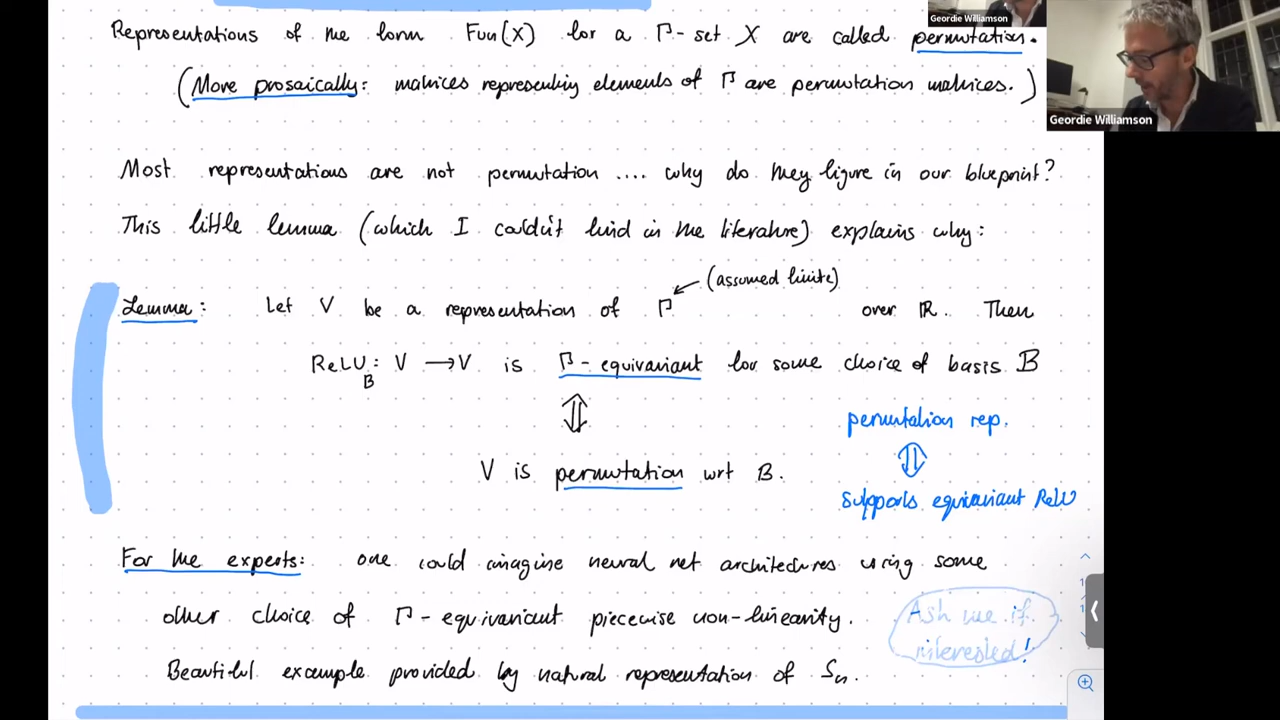 Representations of the form Fun(X) for a Γ-set X are called permutation.
(More prosaically: matrices representing elements of Γ are permutation matrices.)
Most representations are not permutation .... why do they figure in our blueprint?
This little lemma (which I couldn't find in the literature) explains why:
(assumed finite)
Lemma: Let V be a representation of Γ over ℝ. Then
ReLU_B : V → V is Γ-equivariant for some choice of basis B
⇕
V is permutation wrt B.
permutation rep.
⇕
supports equivariant ReLU
For the experts: one could imagine neural net architectures using some
other choice of Γ-equivariant piecewise non-linearity.
Ask me if
interested!
Beautiful example provided by natural representation of Sₙ.
Geordie Williamson
Geordie Williamson